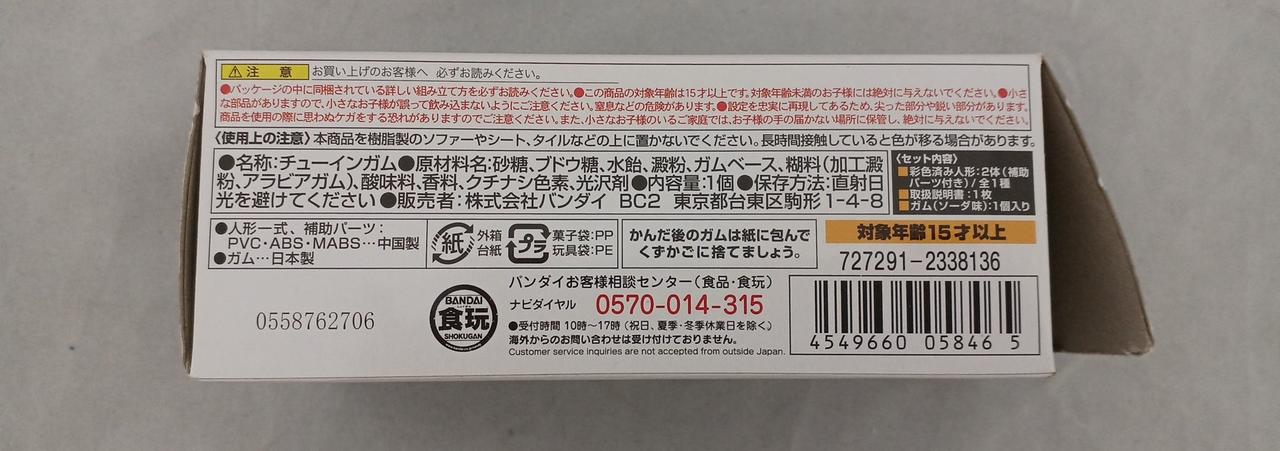 ⚠注 意 お買い上げのお客様へ 必ずお読みください。
●パッケージの中に同梱されている詳しい組み立て方を必ずお読みください。●この商品の対象年齢は15才以上です。対象年齢未満のお子様には絶対に与えないでください。●小さ
な部品がありますので、小さなお子様が誤って飲み込まないようにご注意ください。窒息などの危険があります。●設定を忠実に再現してあるため、尖った部分や鋭い部分があります。
商品を使用の際に思わぬケガをする恐れがありますのでご注意ください。また、小さなお子様のいるご家庭では、お子様の手の届かない場所に保管し、絶対に与えないでください。
〈使用上の注意〉本商品を樹脂製のソファーやシート、タイルなどの上に置かないでください。長時間接触していると色が移る場合があります。
●名称:チューインガム●原材料名:砂糖、ブドウ糖、水飴、澱粉、ガムベース、糊料(加工澱
粉、アラビアガム)、酸味料、香料、クチナシ色素、光沢剤●内容量:1個●保存方法:直射日
光を避けてください●販売者:株式会社バンダイ BC2 東京都台東区駒形1-4-8
〈セット内容〉
■彩色済み人形:2体(補助
パーツ付き)/全1種
■取扱説明書:1枚
■ガム(ソーダ味):1個入り
●人形一式、補助パーツ:
PVC・ABS・MABS…中国製
●ガム…日本製
紙 外箱
台紙
プラ 菓子袋:PP
玩具袋:PE
かんだ後のガムは紙に包んで
くずかごに捨てましょう。
対象年齢15才以上
727291-2338136
0558762706
BANDAI
食玩
SHOKUGAN
バンダイお客様相談センター(食品・食玩)
ナビダイヤル 0570-014-315
●受付時間 10時〜17時(祝日、夏季・冬季休業日を除く)
海外からのお問い合わせは受け付けておりません。
Customer service inquiries are not accepted from outside Japan.
4549660 05846 5